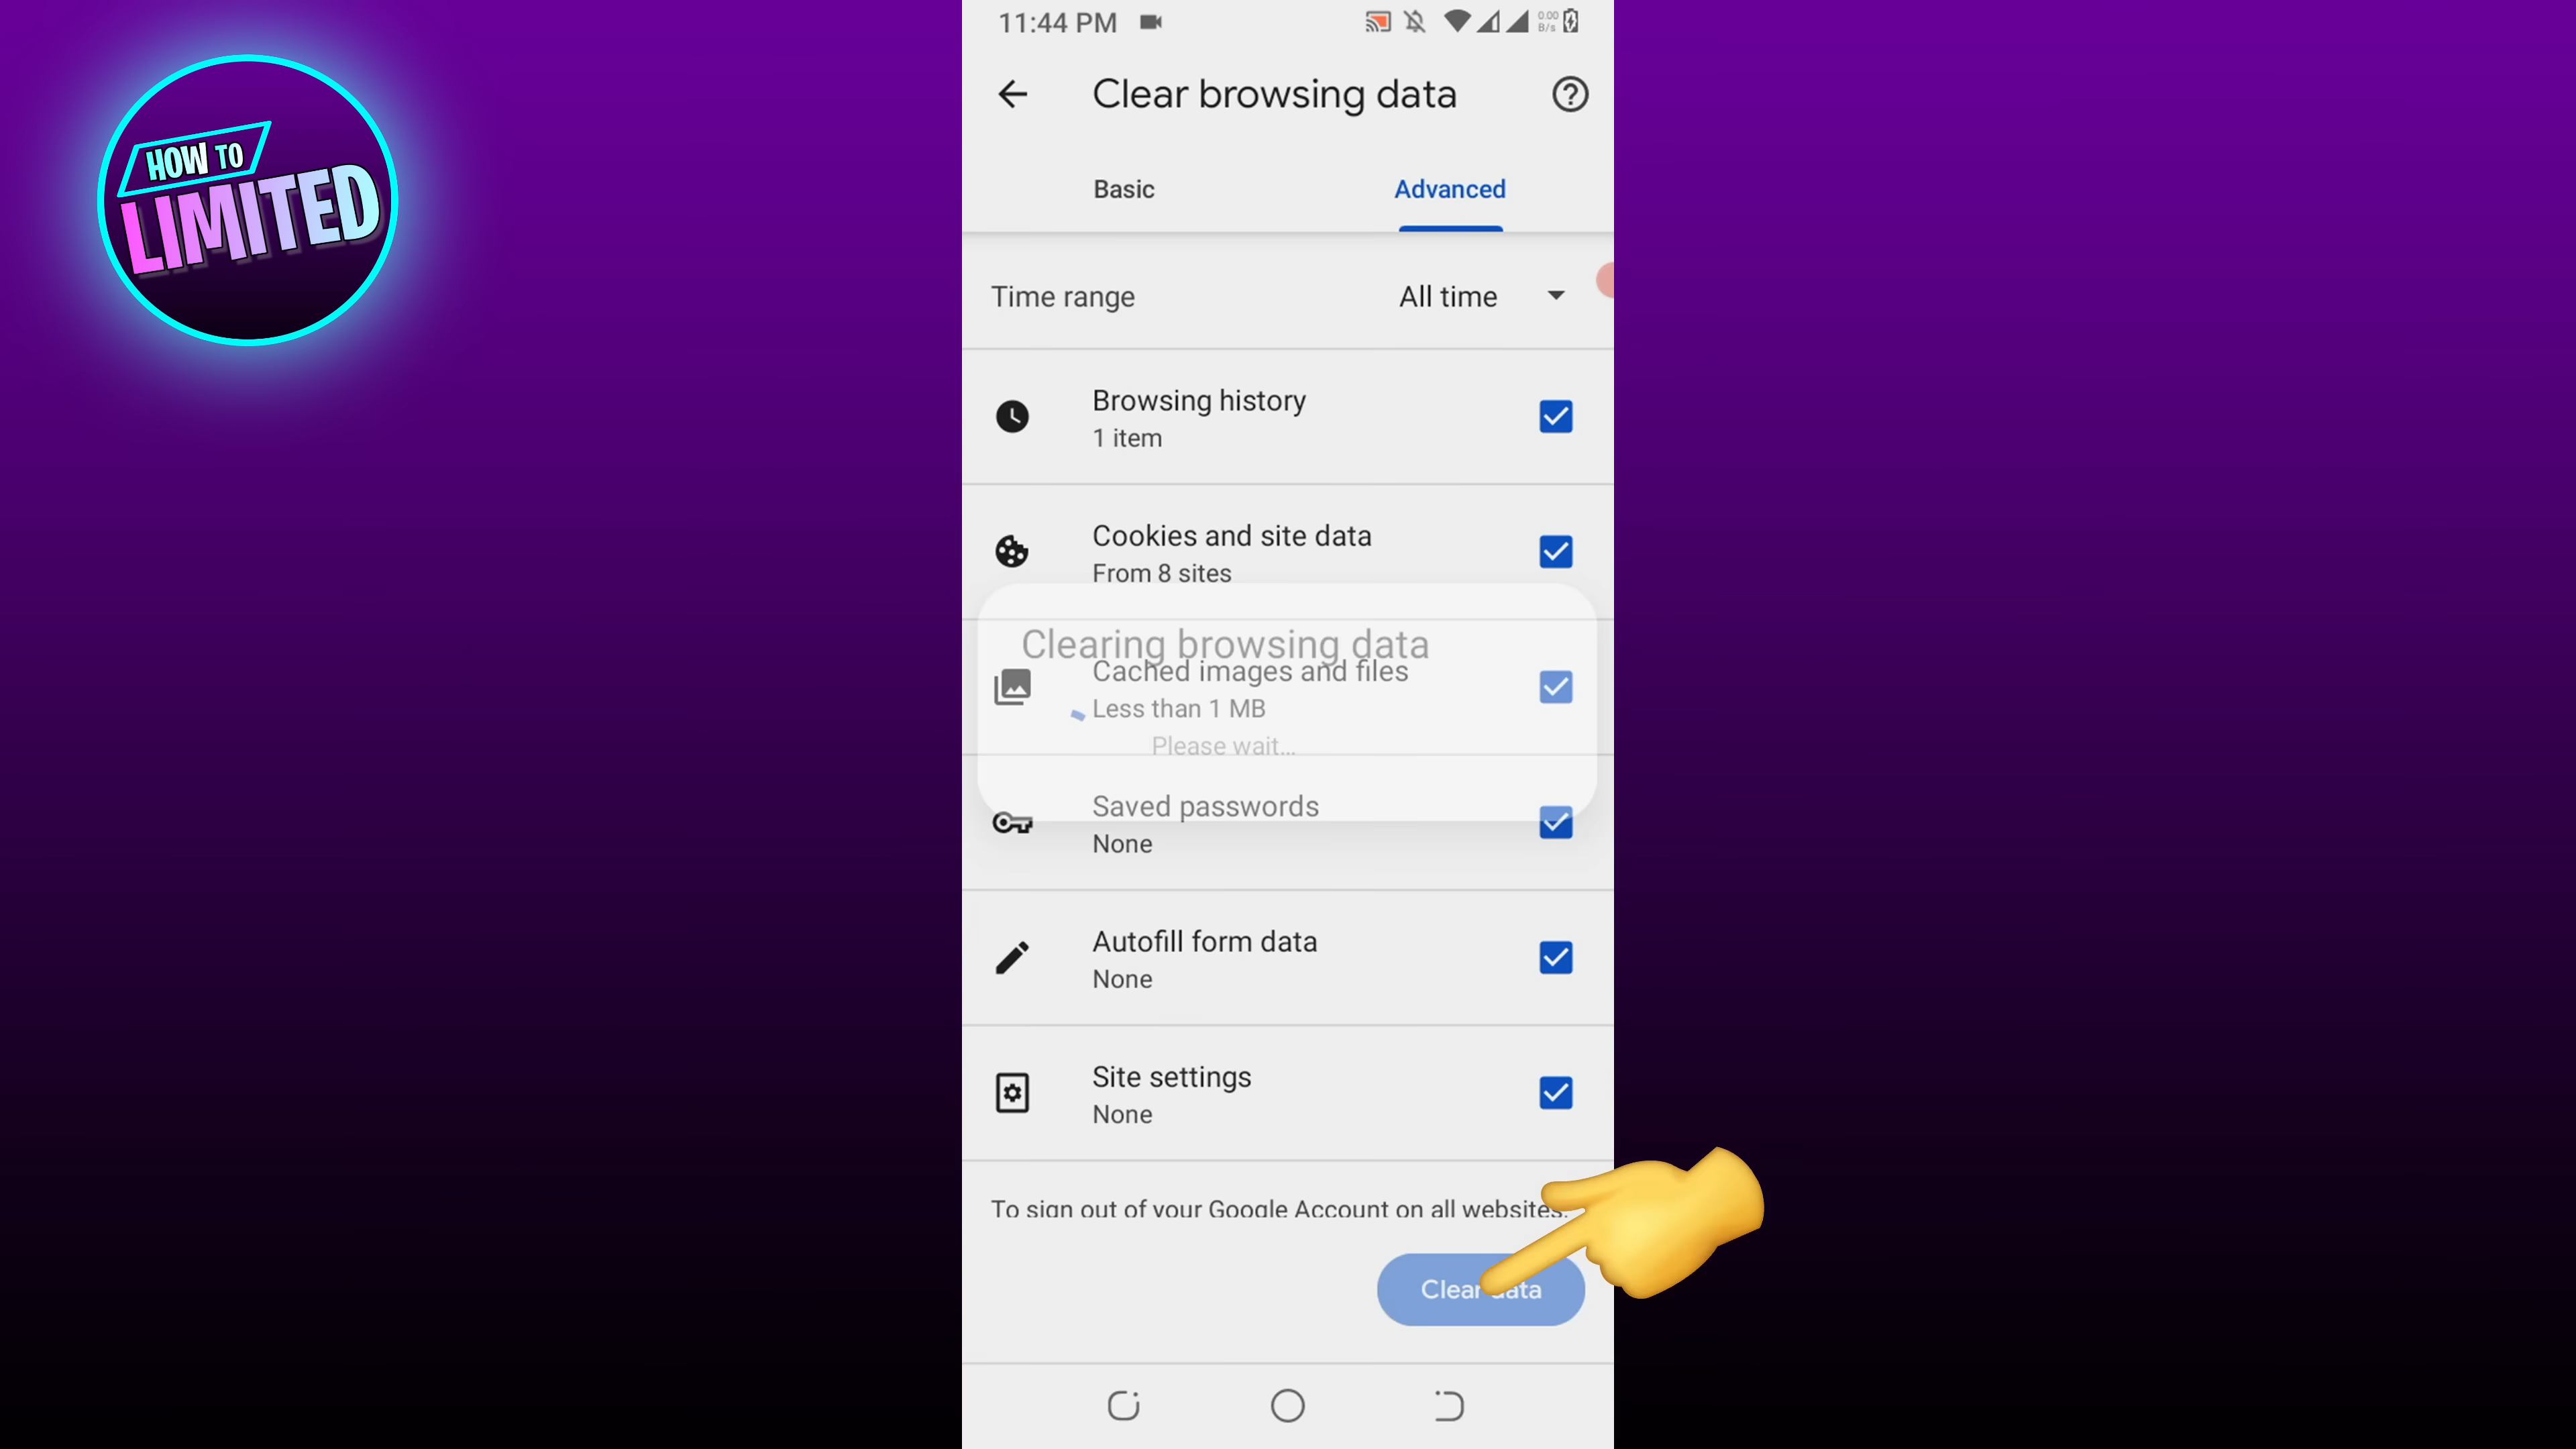 HOW TO
LIMITED
11:44 PM
0.00
B/s
Clear browsing data
Basic
Advanced
Time range
All time
Browsing history
1 item
Cookies and site data
From 8 sites
Clearing browsing data
Cached images and files
Less than 1 MB
Please wait...
Saved passwords
None
Autofill form data
None
Site settings
None
To sign out of your Google Account on all websites,
Clear data